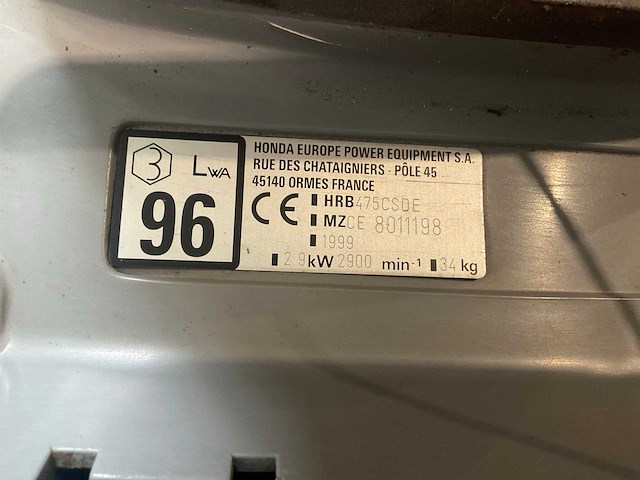 3 LWA
96
HONDA EUROPE POWER EQUIPMENT S.A.
RUE DES CHATAIGNIERS - PÔLE 45
45140 ORMES FRANCE
CE
HRB475CSDE
MZCE 8011198
1999
2 9 kW 2900 min-1 34 kg